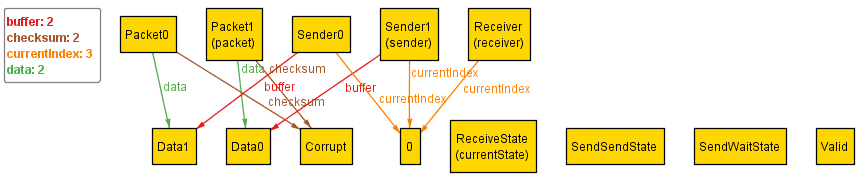 buffer: 2
checksum: 2
currentIndex: 3
data: 2
Packet0
Packet1
(packet)
Sender0
Sender1
(sender)
Receiver
(receiver)
data
data
checksum
checksum
buffer
buffer
currentIndex
currentIndex
currentIndex
Data1
Data0
Corrupt
0
ReceiveState
(currentState)
SendSendState
SendWaitState
Valid